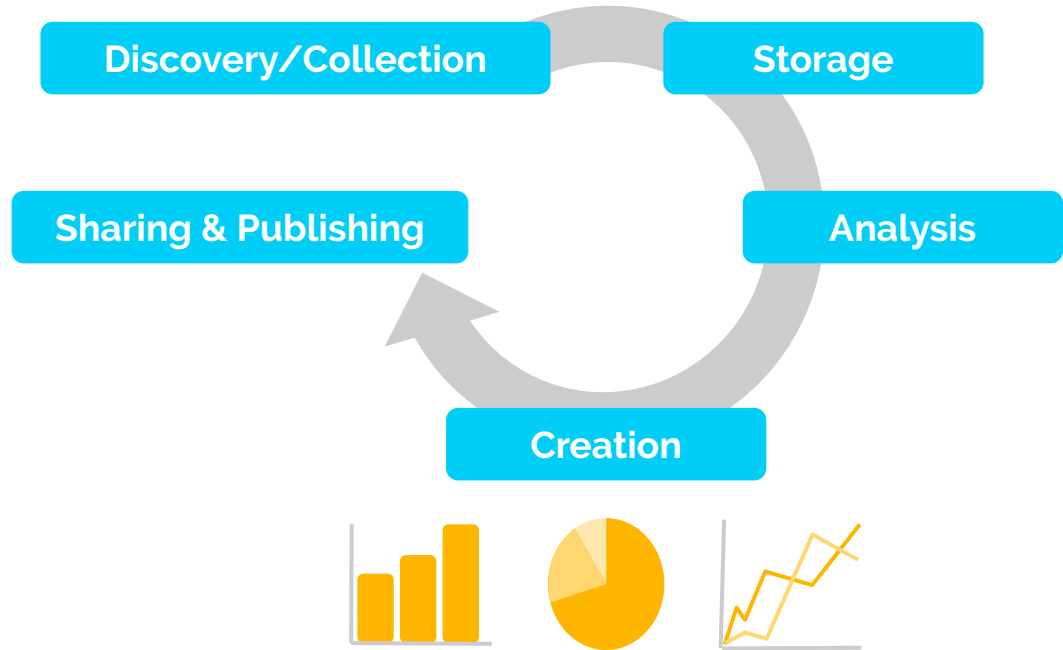 Discovery/Collection
Storage
Sharing & Publishing
Analysis
Creation